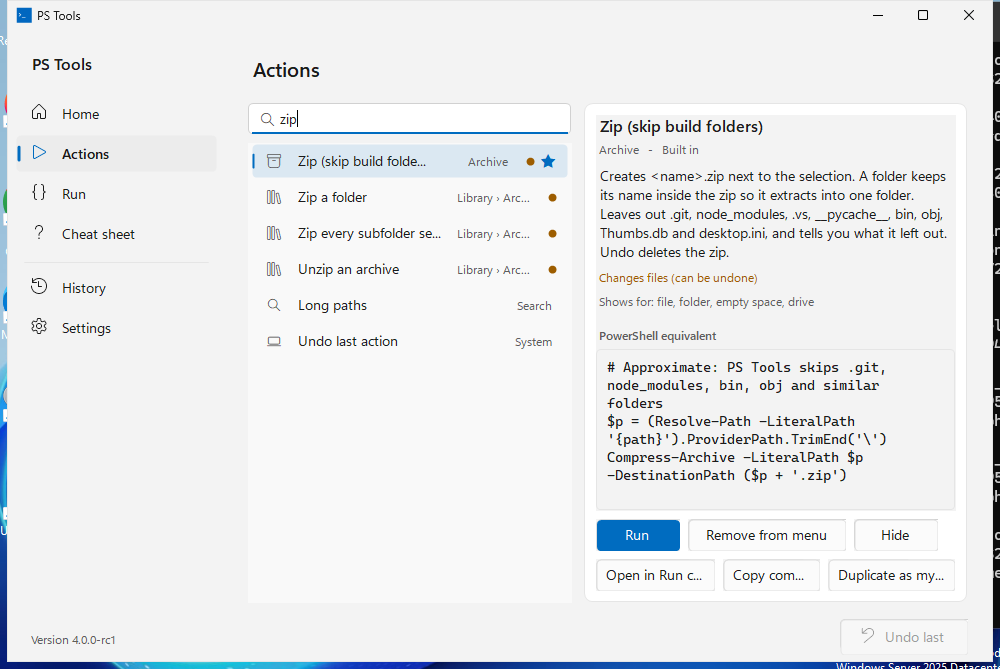 PS Tools
PS Tools
Home
Actions
Run
Cheat sheet
History
Settings
Version 4.0.0-rc1
Actions
zip
Zip (skip build folde... Archive
Zip a folder Library › Arc...
Zip every subfolder se... Library › Arc...
Unzip an archive Library › Arc...
Long paths Search
Undo last action System
Zip (skip build folders)
Archive - Built in
Creates <name>.zip next to the selection. A folder keeps
its name inside the zip so it extracts into one folder.
Leaves out .git, node_modules, .vs, __pycache__, bin, obj,
Thumbs.db and desktop.ini, and tells you what it left out.
Undo deletes the zip.
Changes files (can be undone)
Shows for: file, folder, empty space, drive
PowerShell equivalent
# Approximate: PS Tools skips .git,
node_modules, bin, obj and similar
folders
$p = (Resolve-Path -LiteralPath
'{path}').ProviderPath.TrimEnd('\')
Compress-Archive -LiteralPath $p
-DestinationPath ($p + '.zip')
Run Remove from menu Hide
Open in Run c... Copy com... Duplicate as my...
Undo last
Windows Server 2025 Datacent